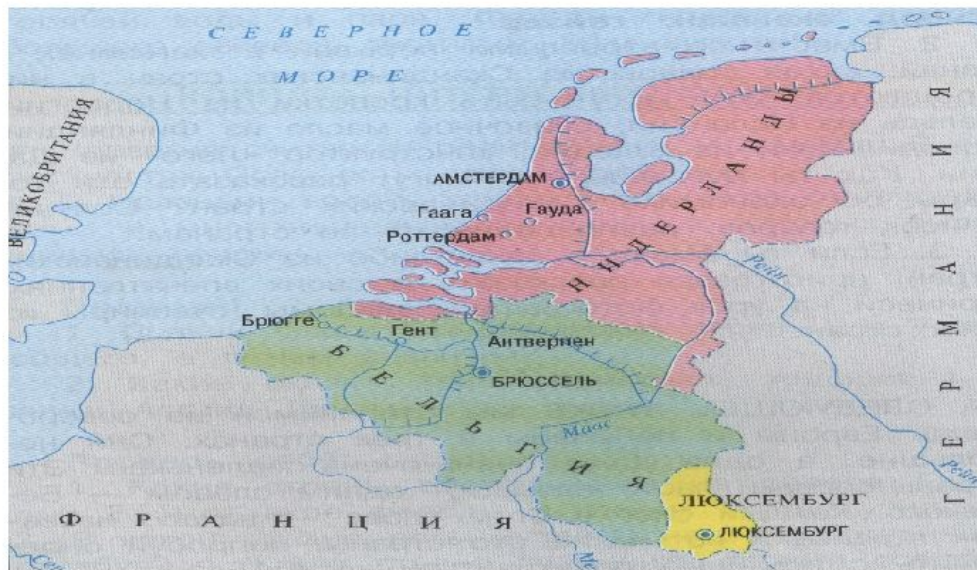 СЕВЕРНОЕ
МОРЕ
ВЕЛИКОБРИТАНИЯ
НИДЕРЛАНДЫ
АМСТЕРДАМ
Гаага
Гауда
Роттердам
Рейн
ГЕРМАНИЯ
Брюгге
Гент
Антверпен
БРЮССЕЛЬ
БЕЛЬГИЯ
Маас
Рейн
ЛЮКСЕМБУРГ
ФРАНЦИЯ
ЛЮКСЕМБУРГ